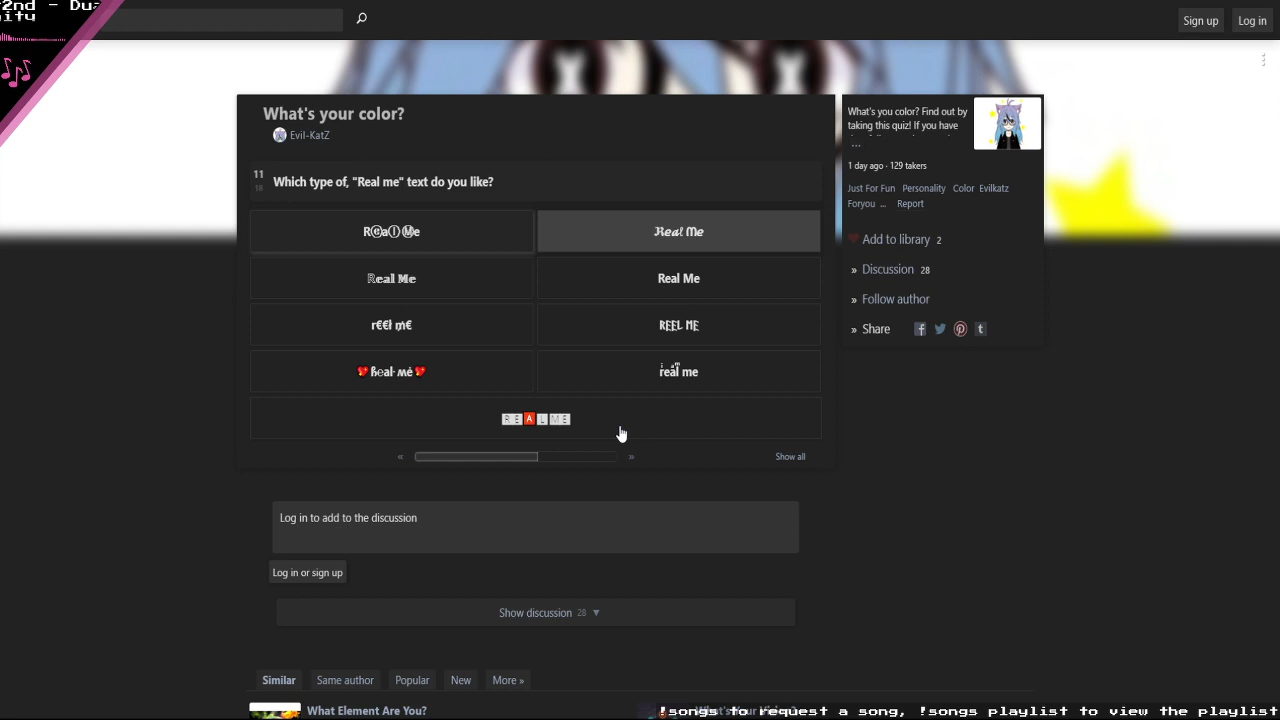 2nd - Dua
Sign up
Log in
What's your color?
Evil-KatZ
11
18
Which type of, "Real me" text do you like?
Rⓔaⓛ Ⓜe
ℛℯ𝒶𝓁 ℳℯ
ℝ𝕖𝕒𝕝 𝕄𝕖
Real Me
r€€ł ɱ€
REEL ME
real me
🆁🅴🅰🅻🅼🅴
«
»
Show all
What's you color? Find out by
taking this quiz! If you have
...
1 day ago · 129 takers
Just For Fun Personality Color Evilkatz
Foryou ... Report
Add to library 2
» Discussion 28
» Follow author
» Share
Log in to add to the discussion
Log in or sign up
Show discussion 28 ▼
Similar Same author Popular New More »
What Element Are You?
!songs to request a song, !songs playlist to view the playlist